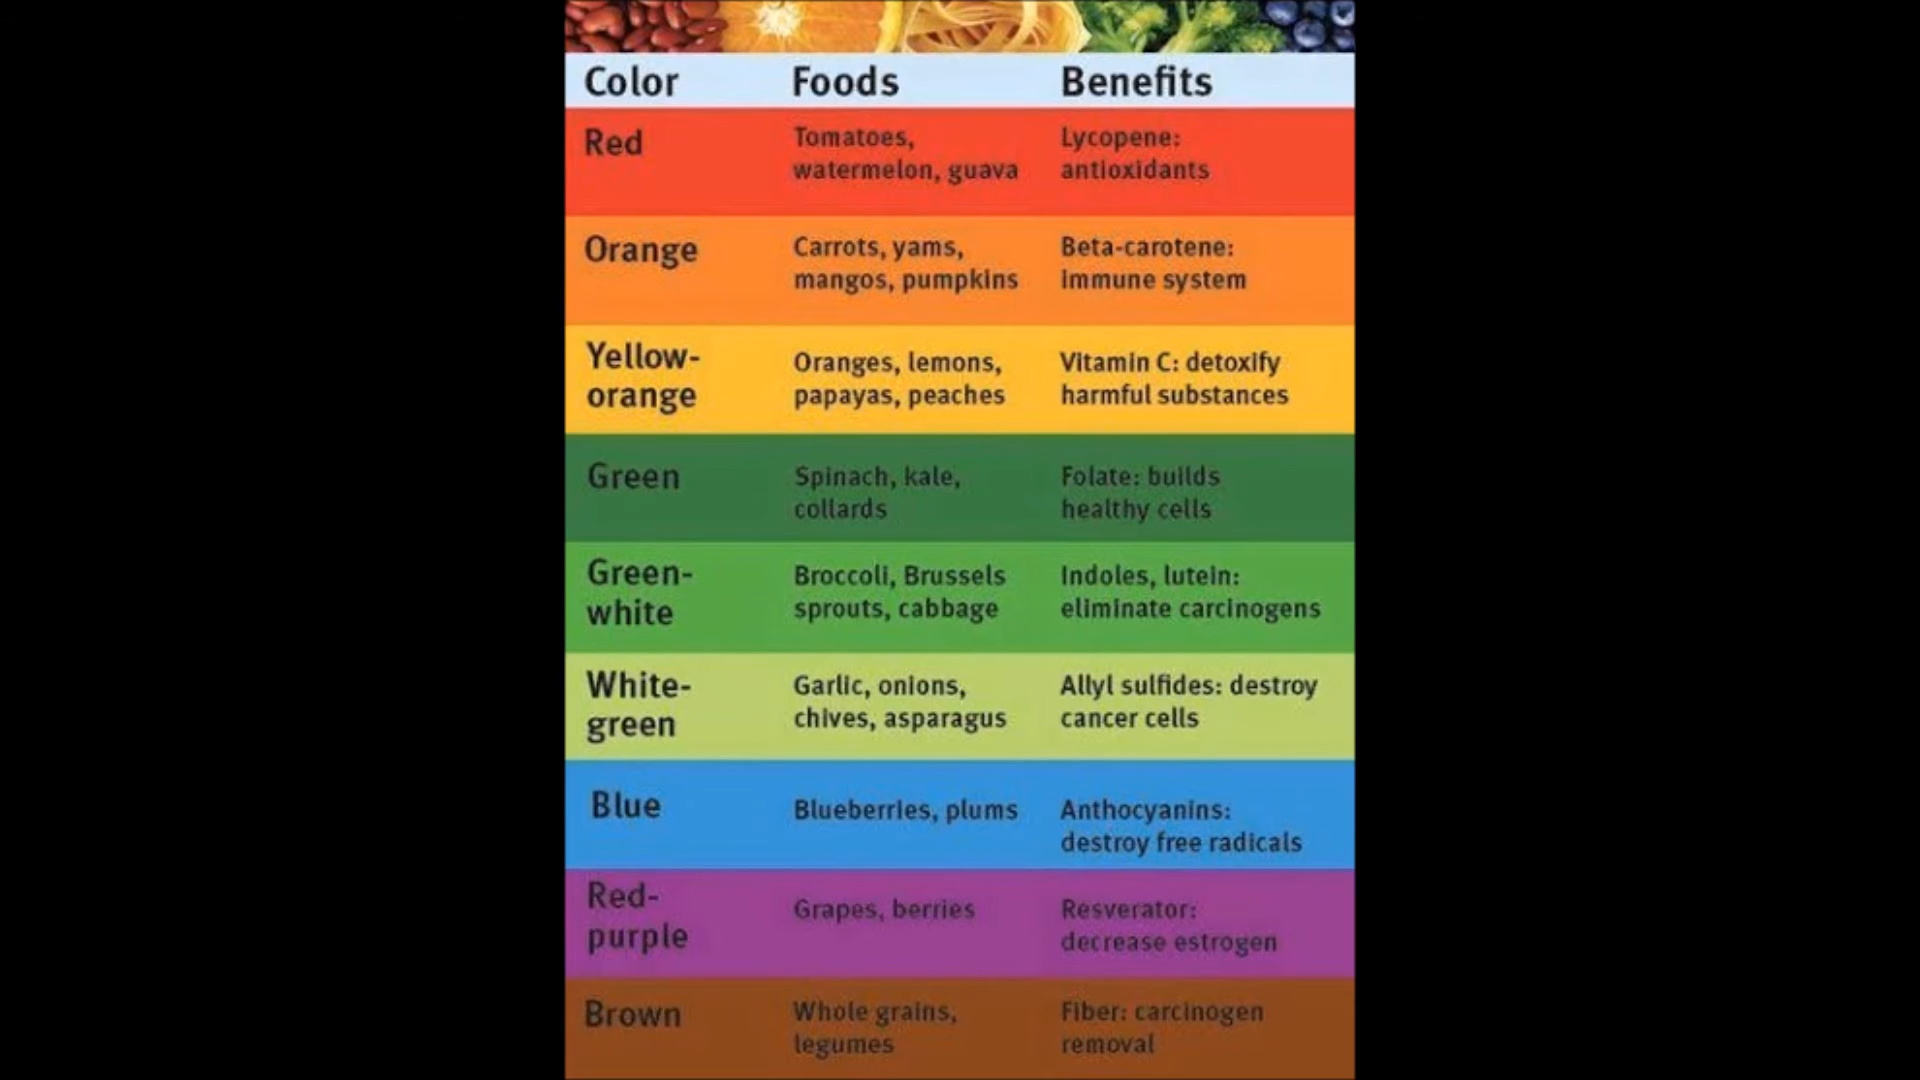 Color Foods Benefits
Red Tomatoes, Lycopene:
watermelon, guava antioxidants
Orange Carrots, yams, Beta-carotene:
mangos, pumpkins immune system
Yellow- Oranges, lemons, Vitamin C: detoxify
orange papayas, peaches harmful substances
Green Spinach, kale, Folate: builds
collards healthy cells
Green- Broccoli, Brussels Indoles, lutein:
white sprouts, cabbage eliminate carcinogens
White- Garlic, onions, Allyl sulfides: destroy
green chives, asparagus cancer cells
Blue Blueberries, plums Anthocyanins:
destroy free radicals
Red- Grapes, berries Resverator:
purple decrease estrogen
Brown Whole grains, Fiber: carcinogen
legumes removal